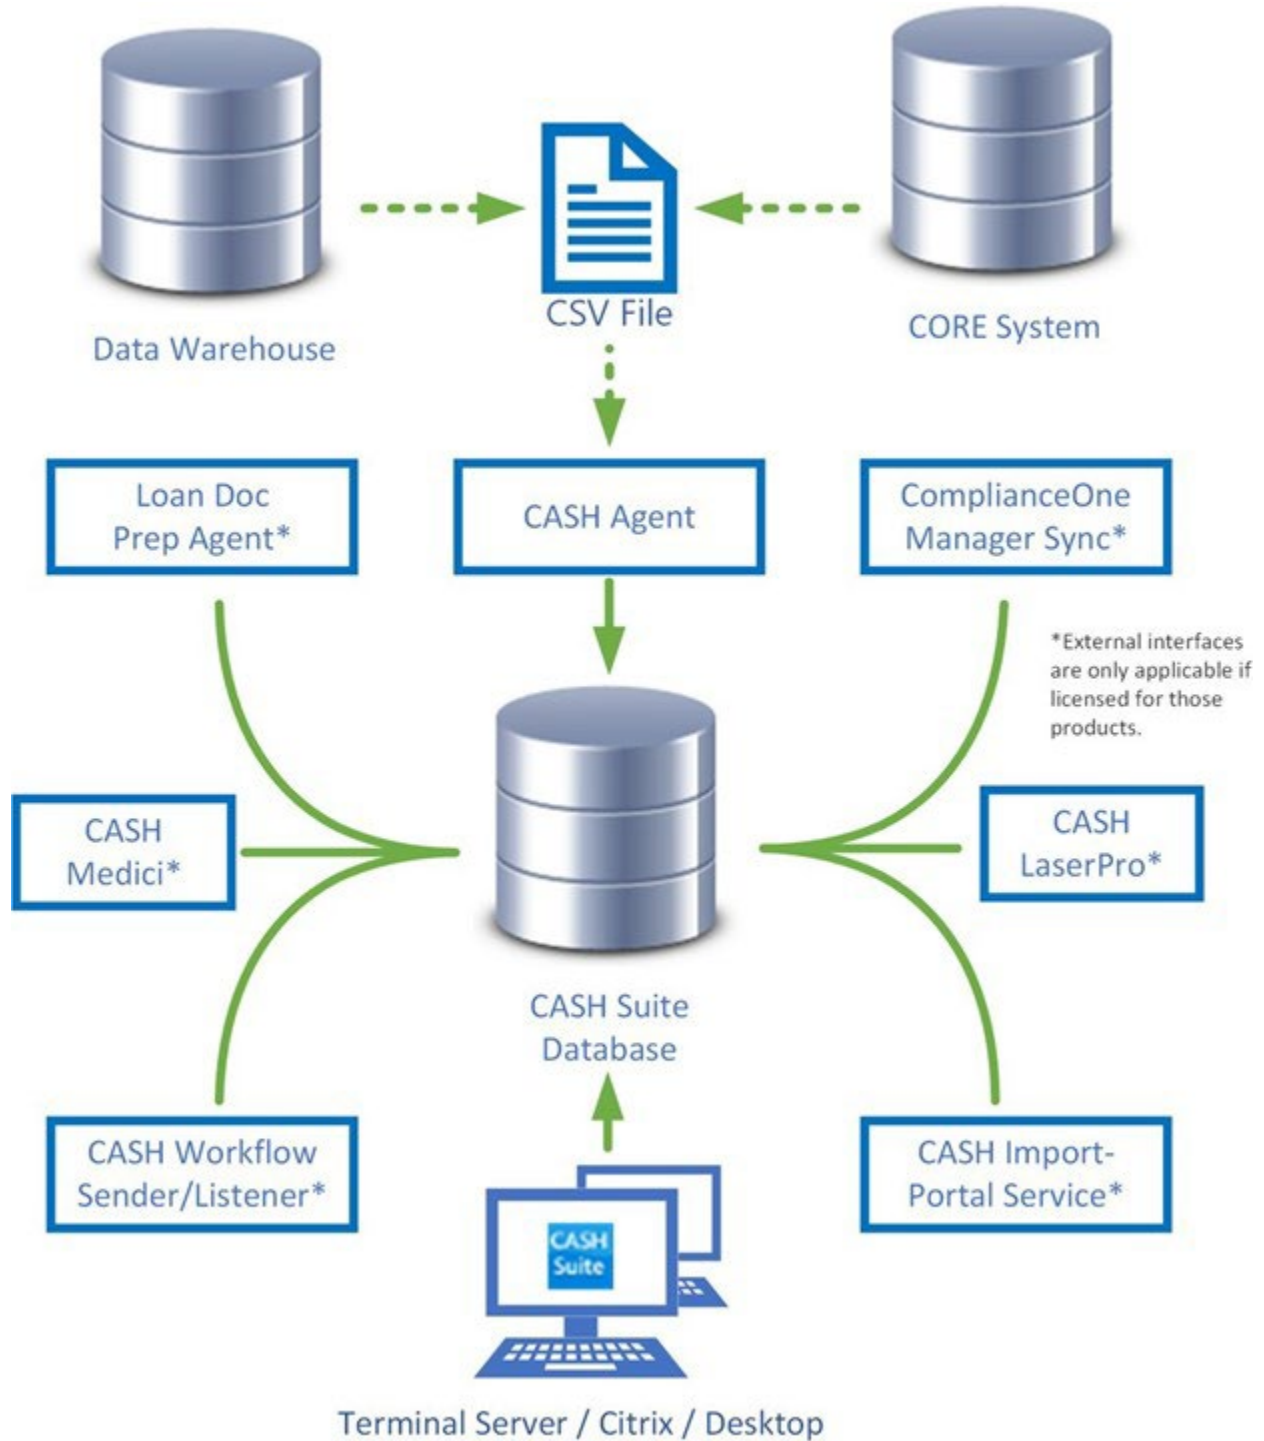 CSV File
Data Warehouse
CORE System
Loan Doc
Prep Agent*
CASH Agent
ComplianceOne
Manager Sync*
*External interfaces
are only applicable if
licensed for those
products.
CASH
Medici*
CASH
LaserPro*
CASH Suite
Database
CASH Workflow
Sender/Listener*
CASH Import-
Portal Service*
CASH
Suite
Terminal Server / Citrix / Desktop